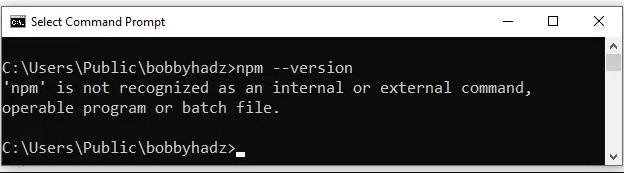 Select Command Prompt
C:\Users\Public\bobbyhadz>npm --version
'npm' is not recognized as an internal or external command,
operable program or batch file.
C:\Users\Public\bobbyhadz>